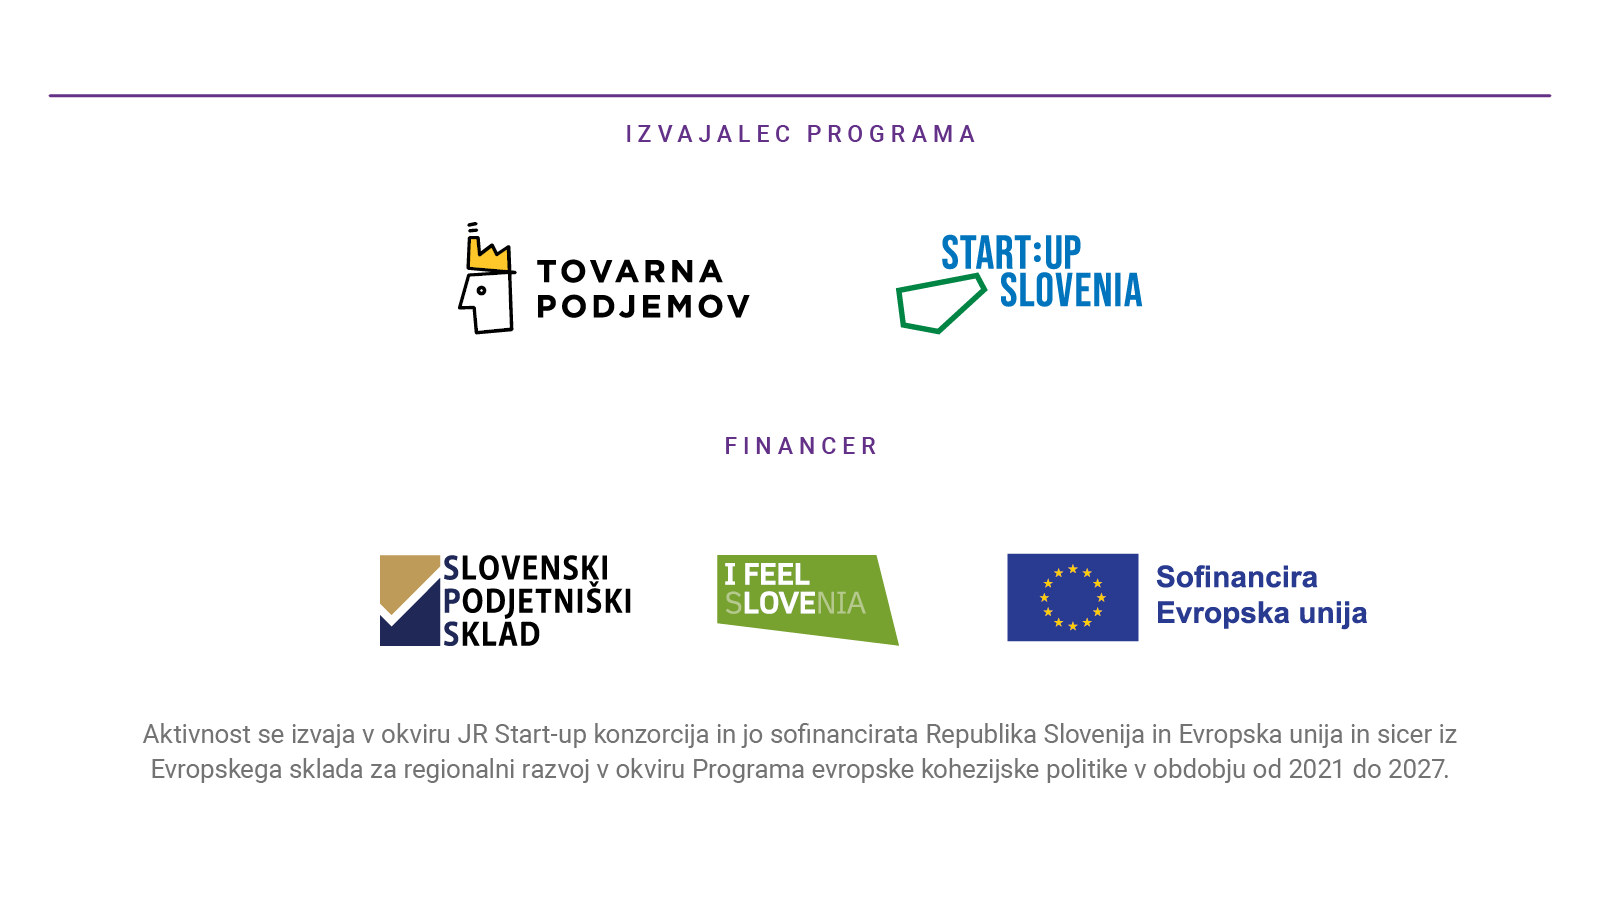 IZVAJALEC PROGRAMA
TOVARNA
PODJEMOV
START:UP
SLOVENIA
FINANCER
SLOVENSKI
PODJETNIŠKI
SKLAD
I FEEL
SLOVENIA
Sofinancira
Evropska unija
Aktivnost se izvaja v okviru JR Start-up konzorcija in jo sofinancirata Republika Slovenija in Evropska unija in sicer iz
Evropskega sklada za regionalni razvoj v okviru Programa evropske kohezijske politike v obdobju od 2021 do 2027.